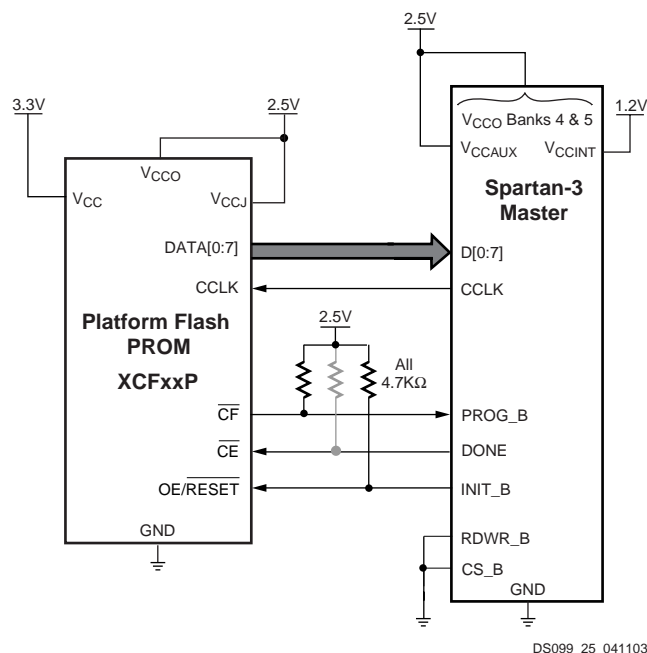 2.5V
3.3V
2.5V
1.2V
VCCO Banks 4 & 5
VCCAUX
VCCINT
Spartan-3
Master
VCCO
VCC
VCCJ
DATA[0:7]
D[0:7]
CCLK
CCLK
Platform Flash
PROM
XCFxxP
2.5V
All
4.7KΩ
CF
PROG_B
CE
DONE
OE/RESET
INIT_B
GND
RDWR_B
CS_B
GND
DS099_25_041103